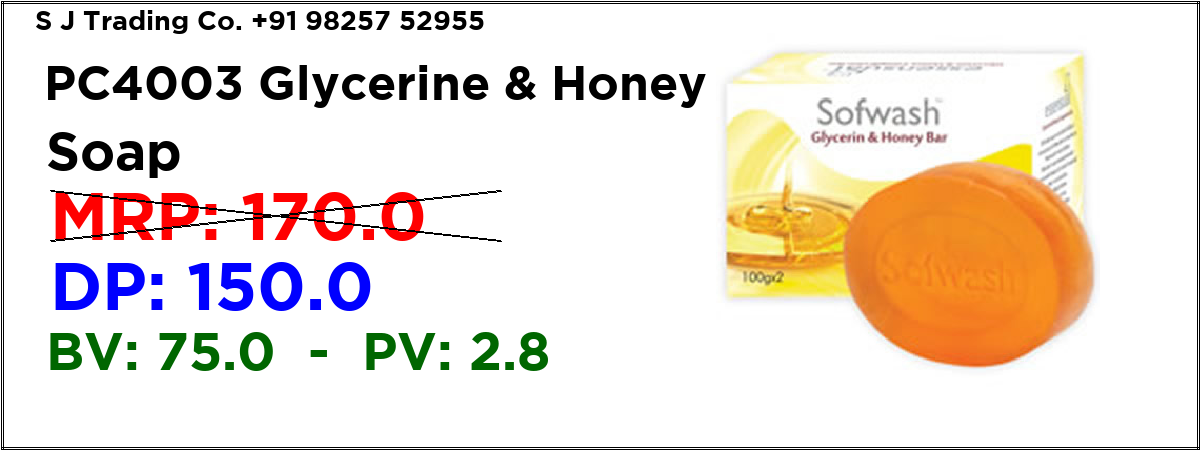 S J Trading Co. +91 98257 52955
PC4003 Glycerine & Honey
Soap
MRP: 170.0
DP: 150.0
BV: 75.0 - PV: 2.8
Sofwash
Glycerin & Honey Bar
100gx2
Sofwash